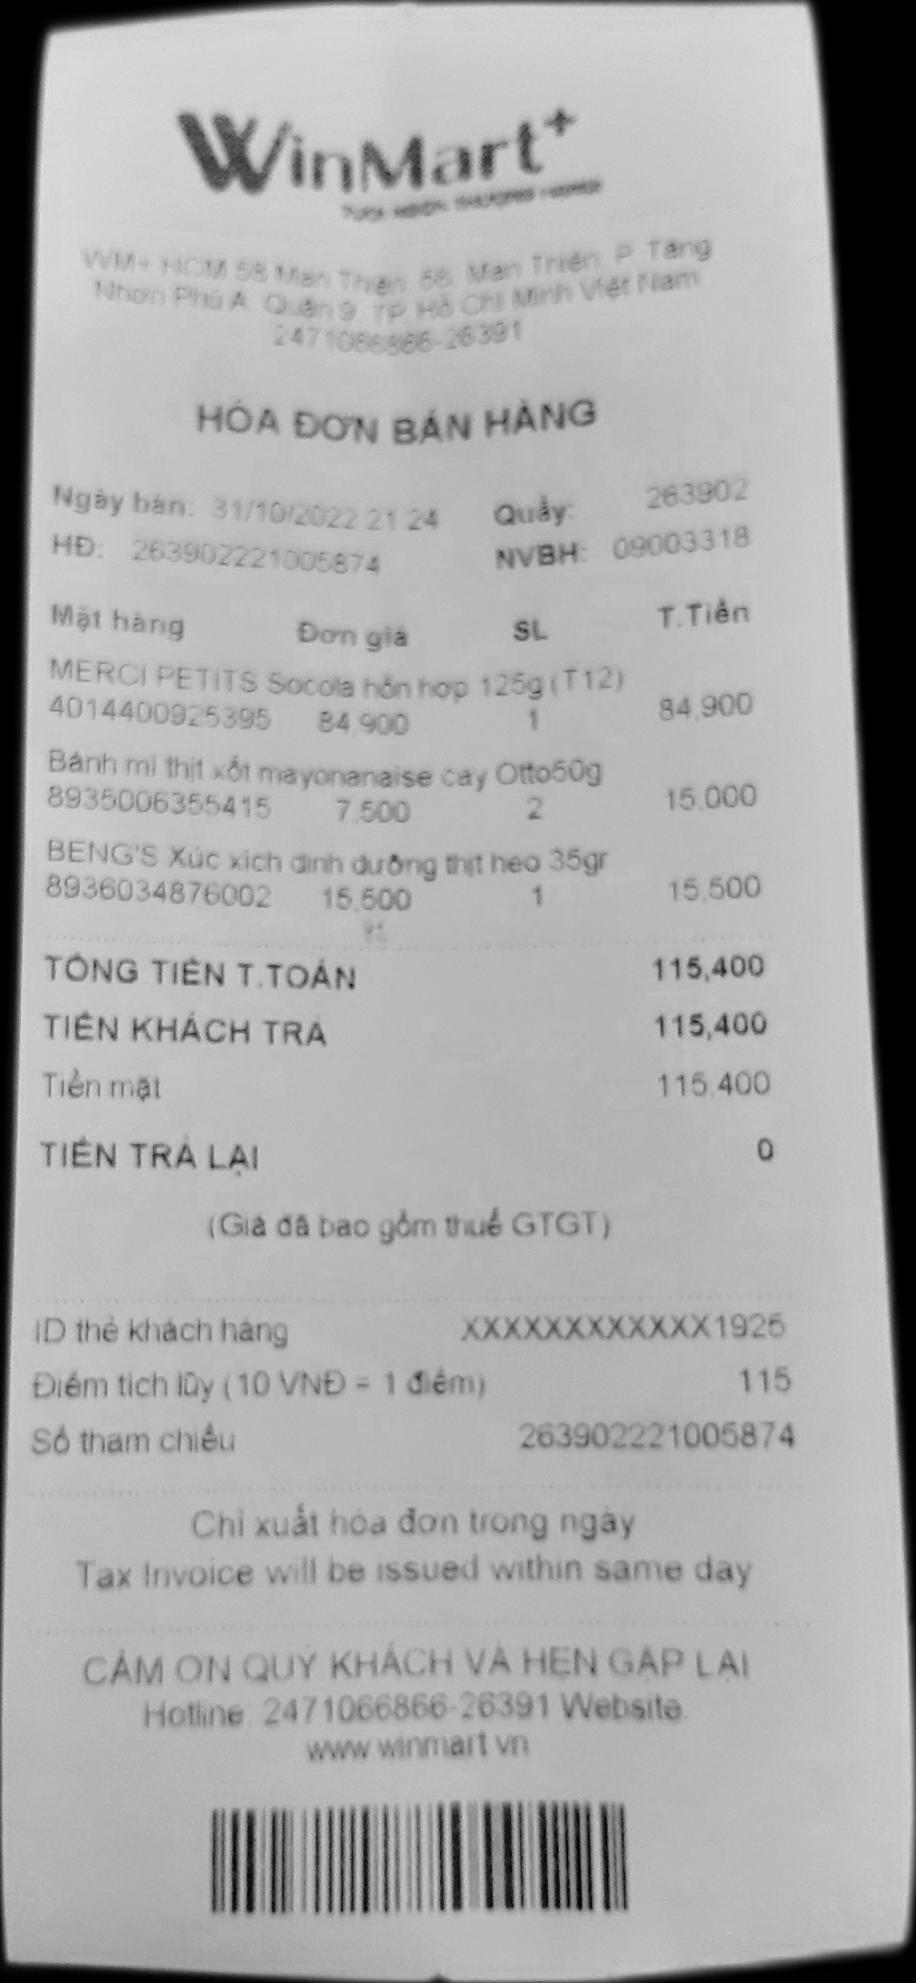 WinMart+
WM+ HCM 58 Man Thiện, 58, Man Thiện, P. Tăng
Nhơn Phú A, Quận 9, TP. Hồ Chí Minh Việt Nam
2471066866-26391
HÓA ĐƠN BÁN HÀNG
Ngày bán: 31/10/2022 21:24 Quầy: 263902
HĐ: 263902221005874 NVBH: 09003318
Mặt hàng Đơn giá SL T.Tiền
MERCI PETITS Socola hỗn hợp 125g (T12)
4014400925395 84,900 1 84,900
Bánh mì thịt xốt mayonanaise cay Otto50g
8935006355415 7,500 2 15,000
BENG'S Xúc xích dinh dưỡng thịt heo 35gr
8936034876002 15,500 1 15,500
TỔNG TIỀN T.TOÁN 115,400
TIỀN KHÁCH TRẢ 115,400
Tiền mặt 115,400
TIỀN TRẢ LẠI 0
(Giá đã bao gồm thuế GTGT)
ID thẻ khách hàng XXXXXXXXXXXX1925
Điểm tích lũy (10 VNĐ = 1 điểm) 115
Số tham chiếu 263902221005874
Chỉ xuất hóa đơn trong ngày
Tax Invoice will be issued within same day
CẢM ƠN QUÝ KHÁCH VÀ HẸN GẶP LẠI
Hotline: 2471066866-26391 Website:
www.winmart.vn